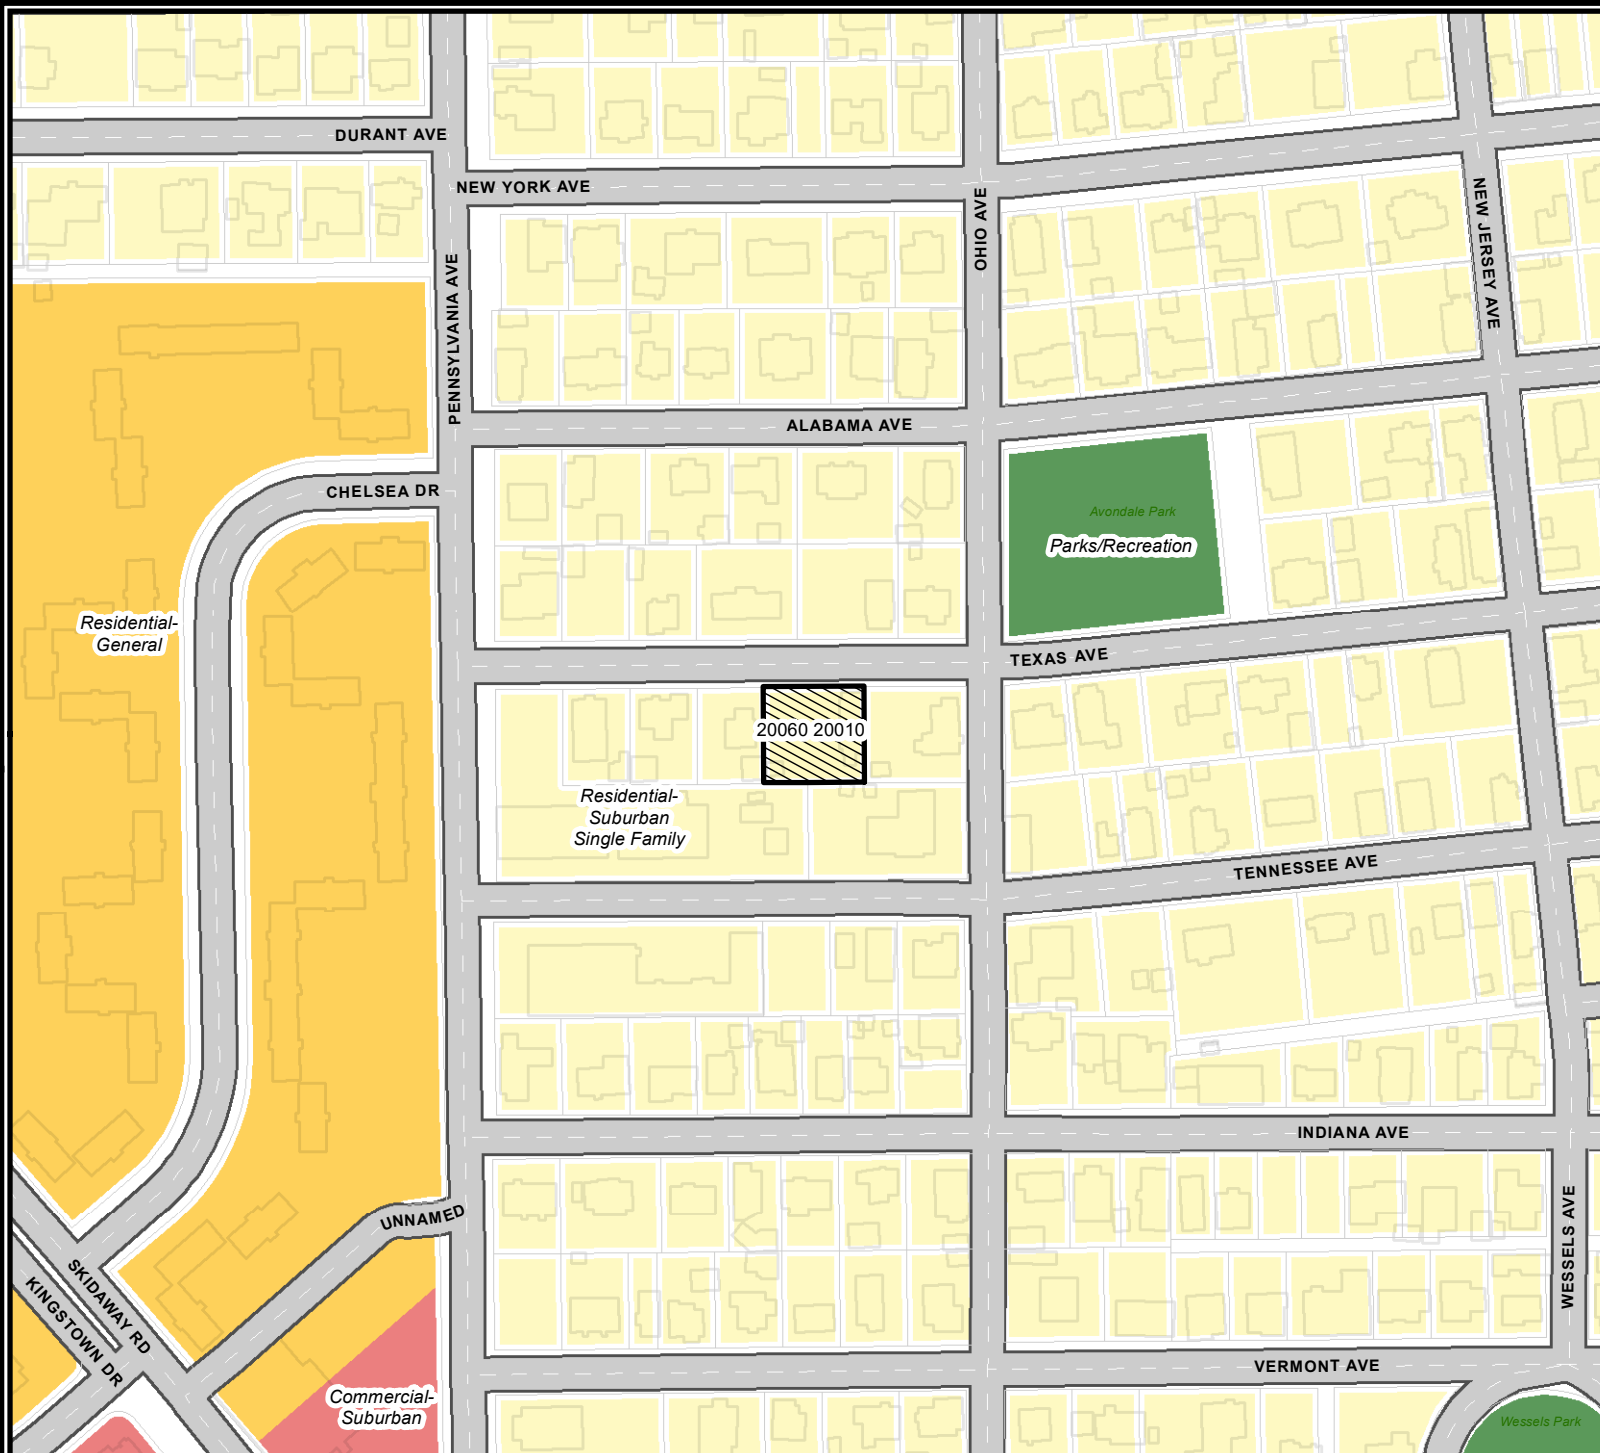 DURANT AVE
NEW YORK AVE
OHIO AVE
NEW JERSEY AVE
PENNSYLVANIA AVE
ALABAMA AVE
CHELSEA DR
Avondale Park
Parks/Recreation
Residential-
General
TEXAS AVE
20060 20010
Residential-
Suburban
Single Family
TENNESSEE AVE
INDIANA AVE
UNNAMED
WESSELS AVE
SKIDAWAY RD
KINGSTOWN DR
VERMONT AVE
Commercial-
Suburban
Wessels Park